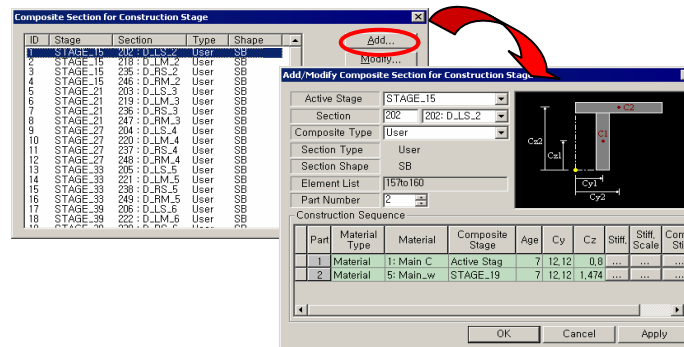 Composite Section for Construction Stage
ID Stage Section Type Shape
1 STAGE_15 202 : D_LS_2 User SB
2 STAGE_15 218 : D_LM_2 User SB
3 STAGE_15 235 : D_RS_2 User SB
4 STAGE_15 246 : D_RM_2 User SB
5 STAGE_21 203 : D_LS_3 User SB
6 STAGE_21 219 : D_LM_3 User SB
7 STAGE_21 236 : D_RS_3 User SB
8 STAGE_21 247 : D_RM_3 User SB
9 STAGE_27 204 : D_LS_4 User SB
10 STAGE_27 220 : D_LM_4 User SB
11 STAGE_27 237 : D_RS_4 User SB
12 STAGE_27 248 : D_RM_4 User SB
13 STAGE_33 205 : D_LS_5 User SB
14 STAGE_33 221 : D_LM_5 User SB
15 STAGE_33 238 : D_RS_5 User SB
16 STAGE_33 249 : D_RM_5 User SB
17 STAGE_39 206 : D_LS_6 User SB
18 STAGE_39 222 : D_LM_6 User SB
Add...
Modify...
Add/Modify Composite Section for Construction Stage
Active Stage STAGE_15
Section 202 202: D_LS_2
Composite Type User
Section Type User
Section Shape SB
Element List 157to160
Part Number 2
C2
C1
Cz2
Cz1
Cy1
Cy2
Construction Sequence
Part Material Type Material Composite Stage Age Cy Cz Stiff. Stiff. Scale
1 Material 1: Main C Active Stag 7 12.12 0.8 ... ... ...
2 Material 5: Main_w STAGE_19 7 12.12 1.474 ... ... ...
OK Cancel Apply